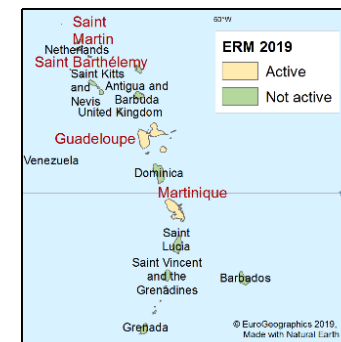 Saint
Martin
60°W
Netherlands
Saint Barthélemy
Saint Kitts
and
Nevis
Antigua and
Barbuda
United Kingdom
Guadeloupe
Venezuela
Dominica
Martinique
Saint
Lucia
Saint Vincent
and the
Grenadines
Barbados
Grenada
ERM 2019
Active
Not active
© EuroGeographics 2019,
Made with Natural Earth